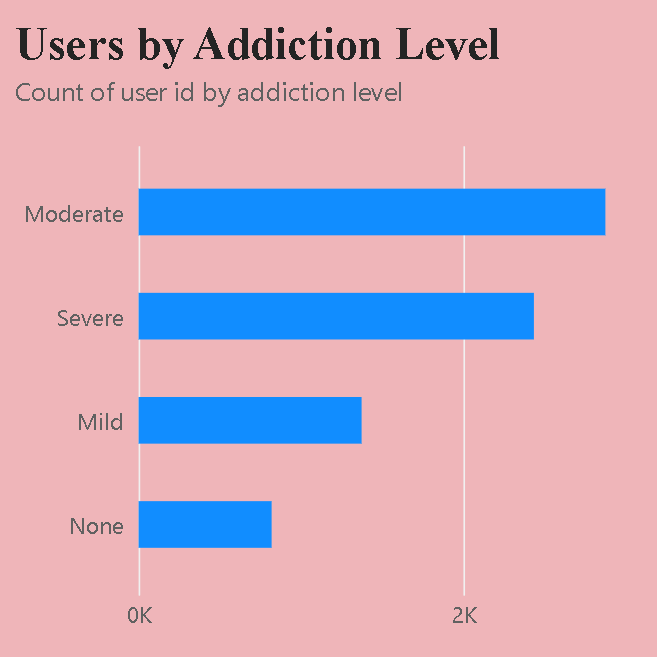 Users by Addiction Level
Count of user id by addiction level
Moderate
Severe
Mild
None
0K 2K